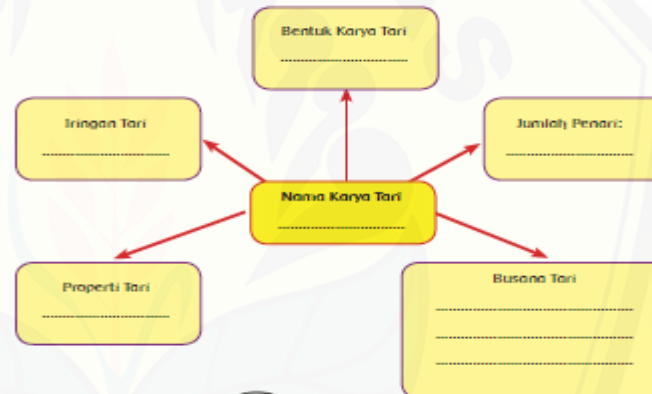 Bentuk Karya Tari
Iringan Tari
Jumlah Penari:
Nama Karya Tari
Properti Tari
Busana Tari